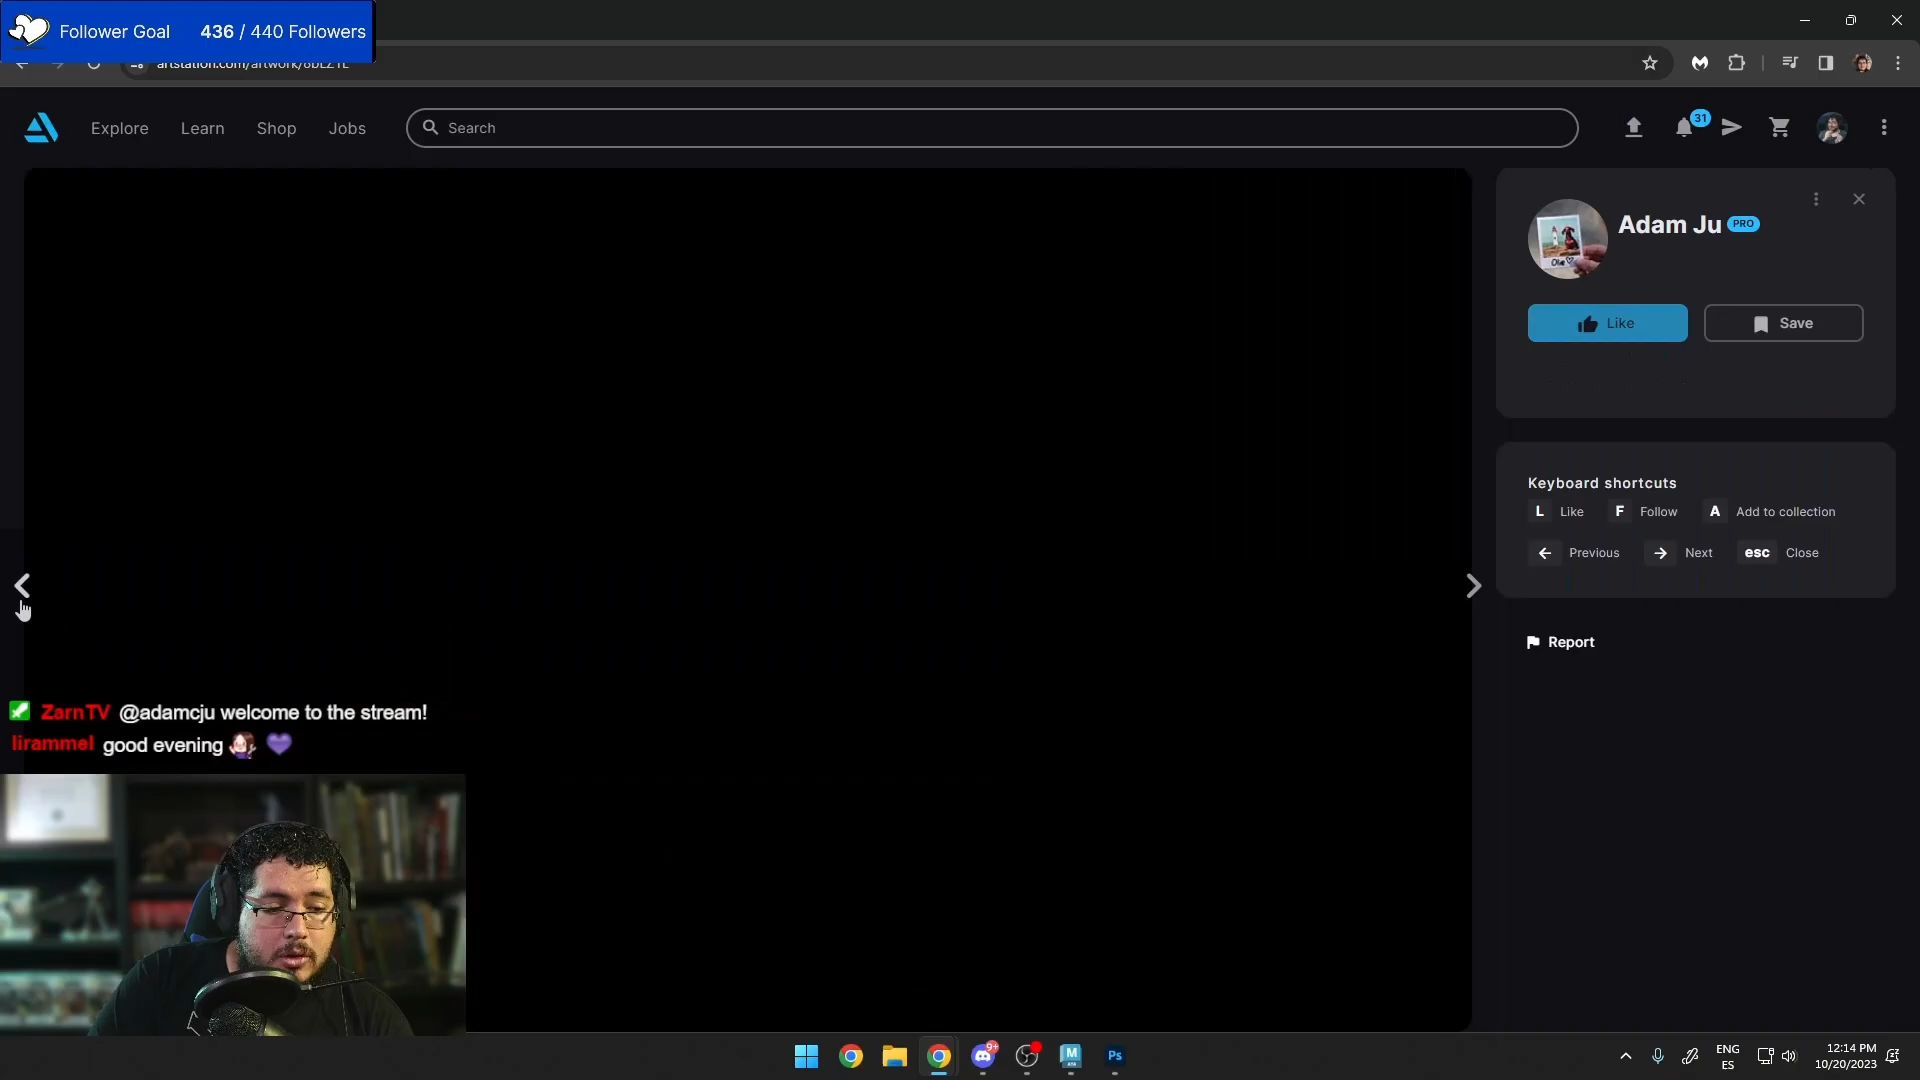 Follower Goal 436 / 440 Followers
Explore Learn Shop Jobs Search 31
Adam Ju PRO
Like Save
Keyboard shortcuts
L Like F Follow A Add to collection
← Previous → Next esc Close
Report
ZarnTV @adamcju welcome to the stream!
lirammel good evening
9+ M Ps
ENG 12:14 PM
ES 10/20/2023